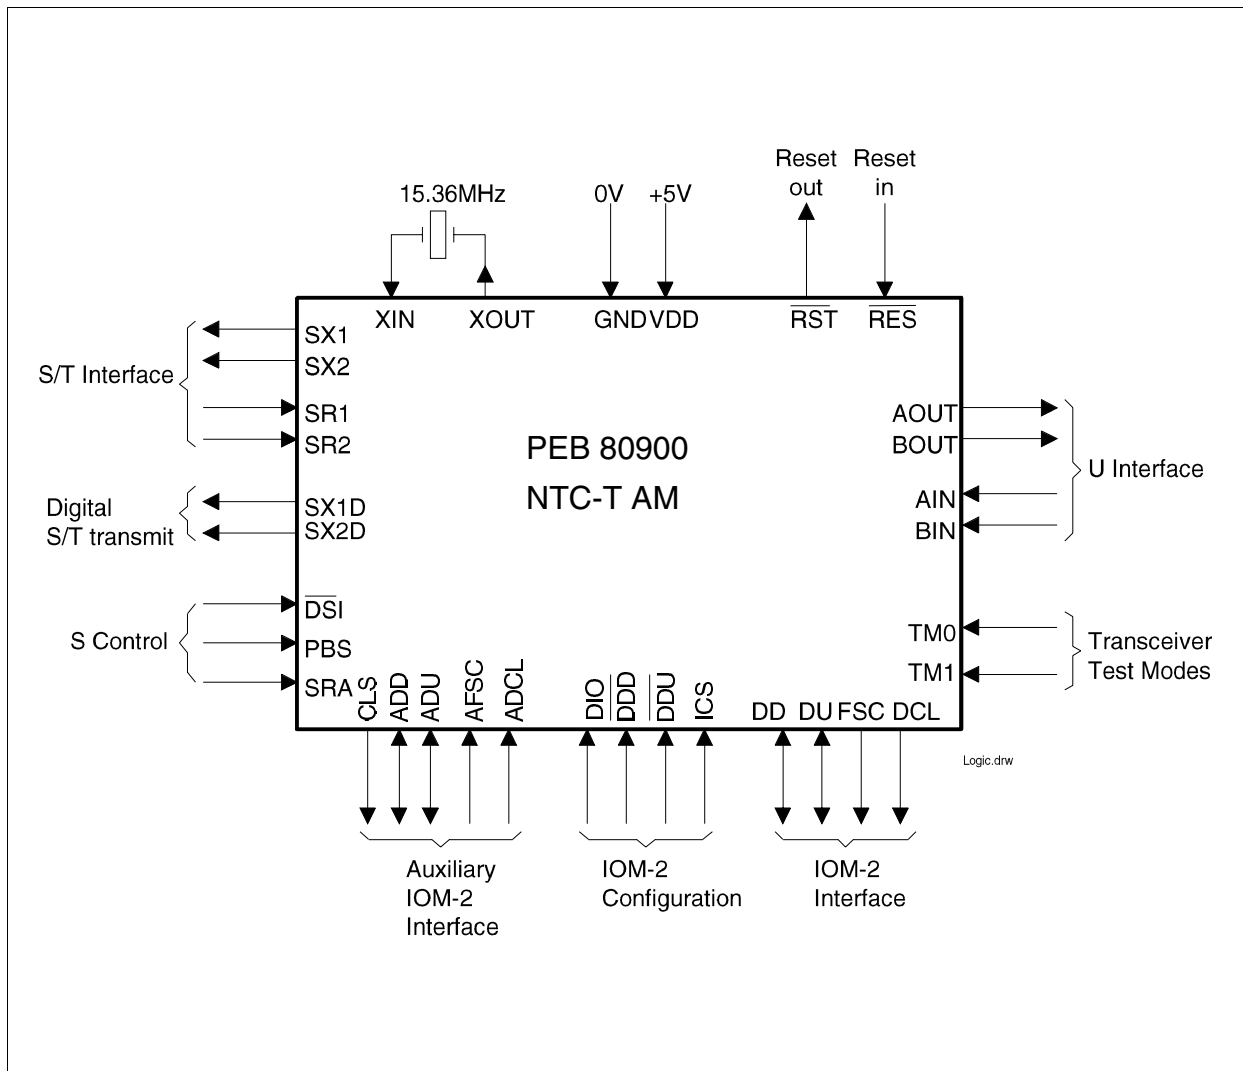 Reset out
Reset in
15.36MHz
0V
+5V
XIN
XOUT
GND
VDD
RST
RES
S/T Interface
SX1
SX2
SR1
SR2
Digital
S/T transmit
SX1D
SX2D
S Control
DSI
PBS
SRA
PEB 80900
NTC-T AM
AOUT
BOUT
AIN
BIN
U Interface
TM0
TM1
Transceiver
Test Modes
CLS
ADD
ADU
AFSC
ADCL
DIO
DDD
DDU
ICS
DD
DU
FSC
DCL
Logic.drw
Auxiliary
IOM-2
Interface
IOM-2
Configuration
IOM-2
Interface